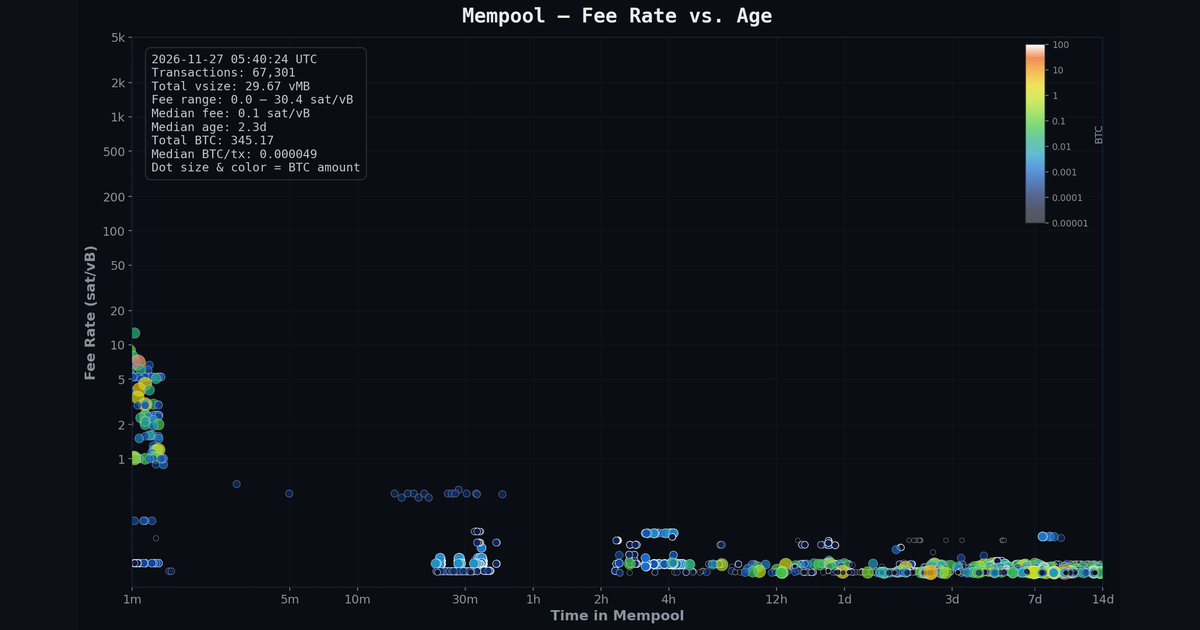 Mempool — Fee Rate vs. Age
2026-11-27 05:40:24 UTC
Transactions: 67,301
Total vsize: 29.67 vMB
Fee range: 0.0 — 30.4 sat/vB
Median fee: 0.1 sat/vB
Median age: 2.3d
Total BTC: 345.17
Median BTC/tx: 0.000049
Dot size & color = BTC amount
5k
2k
1k
500
200
100
50
20
10
5
2
1
Fee Rate (sat/vB)
100
10
1
0.1
0.01
0.001
0.0001
0.00001
BTC
1m 5m 10m 30m 1h 2h 4h 12h 1d 3d 7d 14d
Time in Mempool